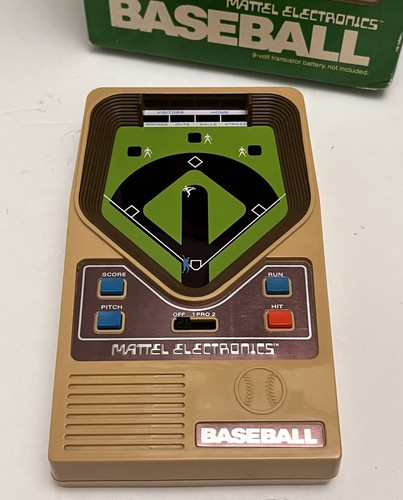 MATTEL ELECTRONICS™
BASEBALL
9-volt transistor battery, not included.
VISITORS HOME
INNINGS OUTS BALLS STRIKES
SCORE RUN
PITCH OFF 1 PRO 2 HIT
MATTEL ELECTRONICS™
BASEBALL